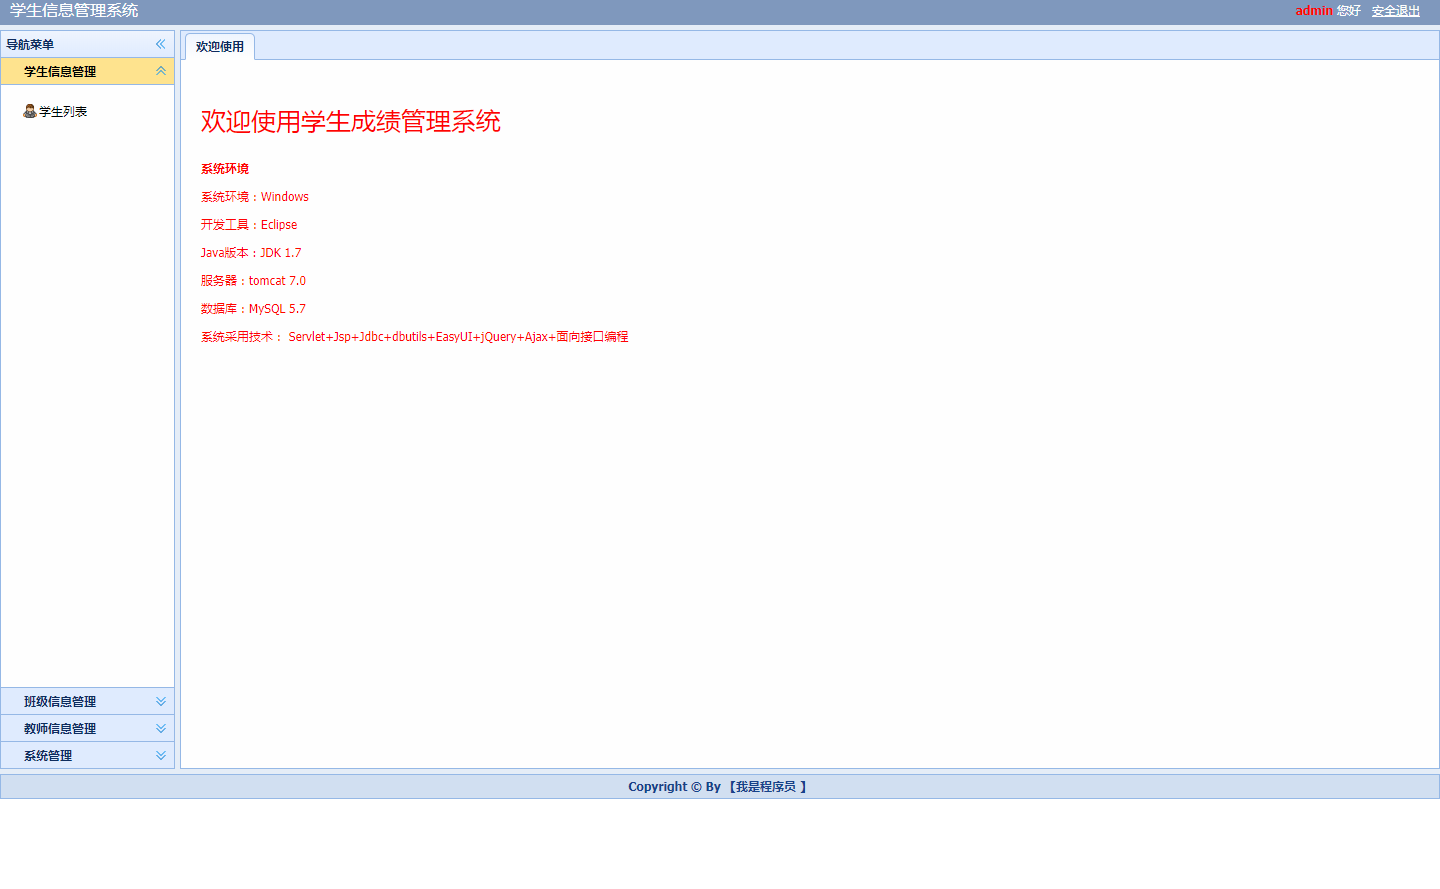 学生信息管理系统
admin 您好 安全退出
导航菜单
学生信息管理
学生列表
班级信息管理
教师信息管理
系统管理
欢迎使用
欢迎使用学生成绩管理系统
系统环境
系统环境：Windows
开发工具：Eclipse
Java版本：JDK 1.7
服务器：tomcat 7.0
数据库：MySQL 5.7
系统采用技术： Servlet+Jsp+Jdbc+dbutils+EasyUI+jQuery+Ajax+面向接口编程
Copyright © By 【我是程序员 】